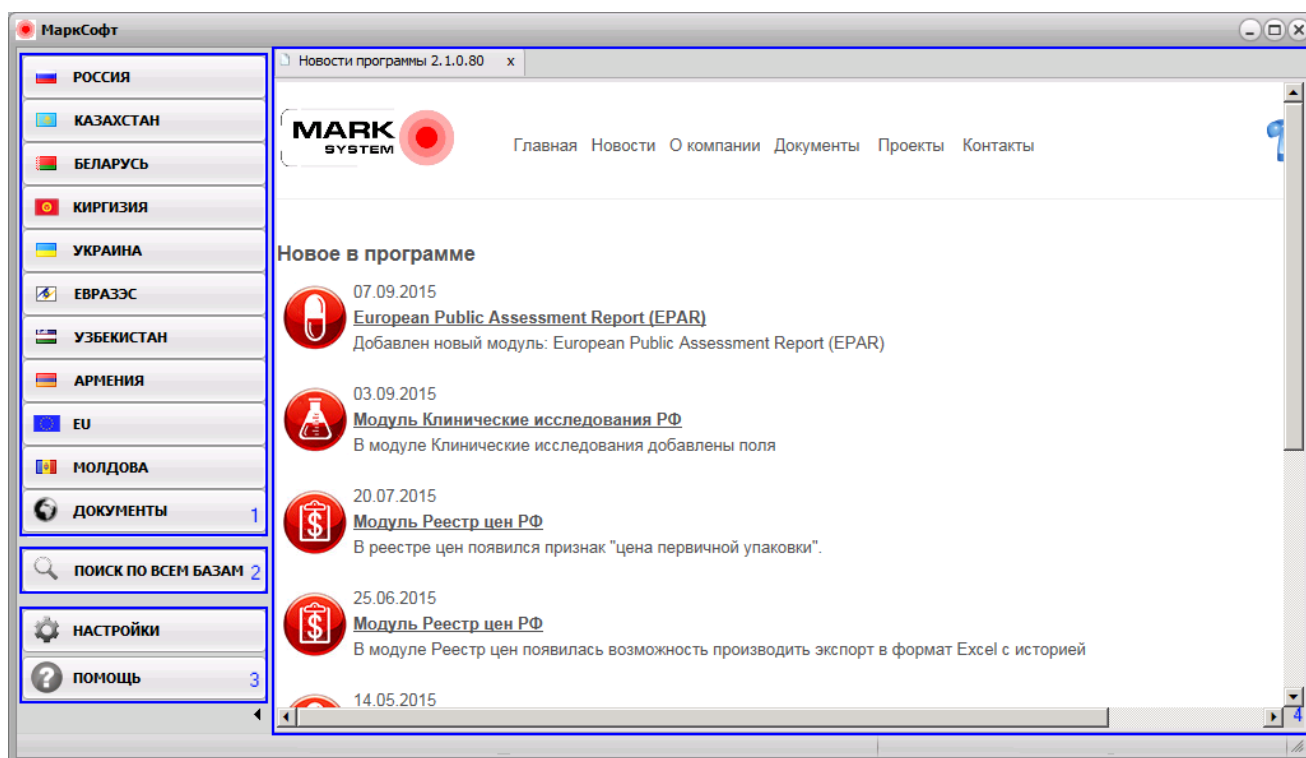 МаркСофт
РОССИЯ
КАЗАХСТАН
БЕЛАРУСЬ
КИРГИЗИЯ
УКРАИНА
ЕВРАЗЭС
УЗБЕКИСТАН
АРМЕНИЯ
EU
МОЛДОВА
ДОКУМЕНТЫ 1
ПОИСК ПО ВСЕМ БАЗАМ 2
НАСТРОЙКИ
ПОМОЩЬ 3
Новости программы 2.1.0.80 x
MARK
SYSTEM
Главная Новости О компании Документы Проекты Контакты
Новое в программе
07.09.2015
European Public Assessment Report (EPAR)
Добавлен новый модуль: European Public Assessment Report (EPAR)
03.09.2015
Модуль Клинические исследования РФ
В модуле Клинические исследования добавлены поля
20.07.2015
Модуль Реестр цен РФ
В реестре цен появился признак "цена первичной упаковки".
25.06.2015
Модуль Реестр цен РФ
В модуле Реестр цен появилась возможность производить экспорт в формат Excel с историей
14.05.2015
4